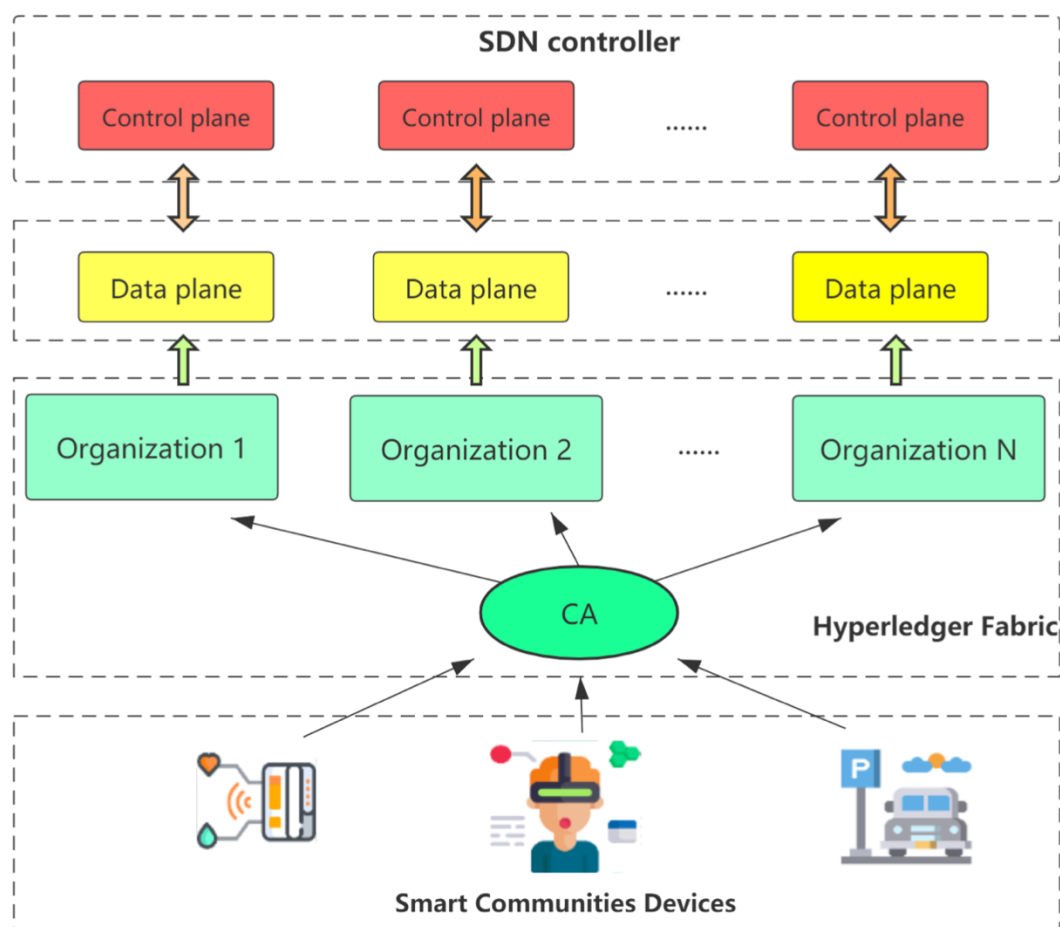 SDN controller
Control plane
Control plane
......
Control plane
Data plane
Data plane
......
Data plane
Organization 1
Organization 2
......
Organization N
CA
Hyperledger Fabric
P
Smart Communities Devices